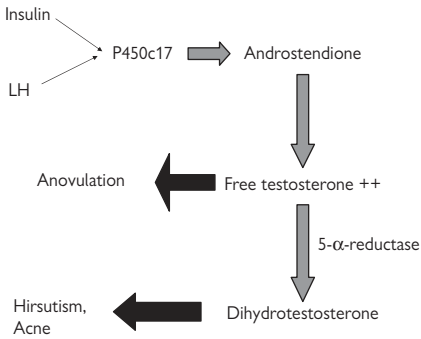 Insulin
P450c17
Androstendione
LH
Anovulation
Free testosterone ++
5-α-reductase
Hirsutism,
Acne
Dihydrotestosterone